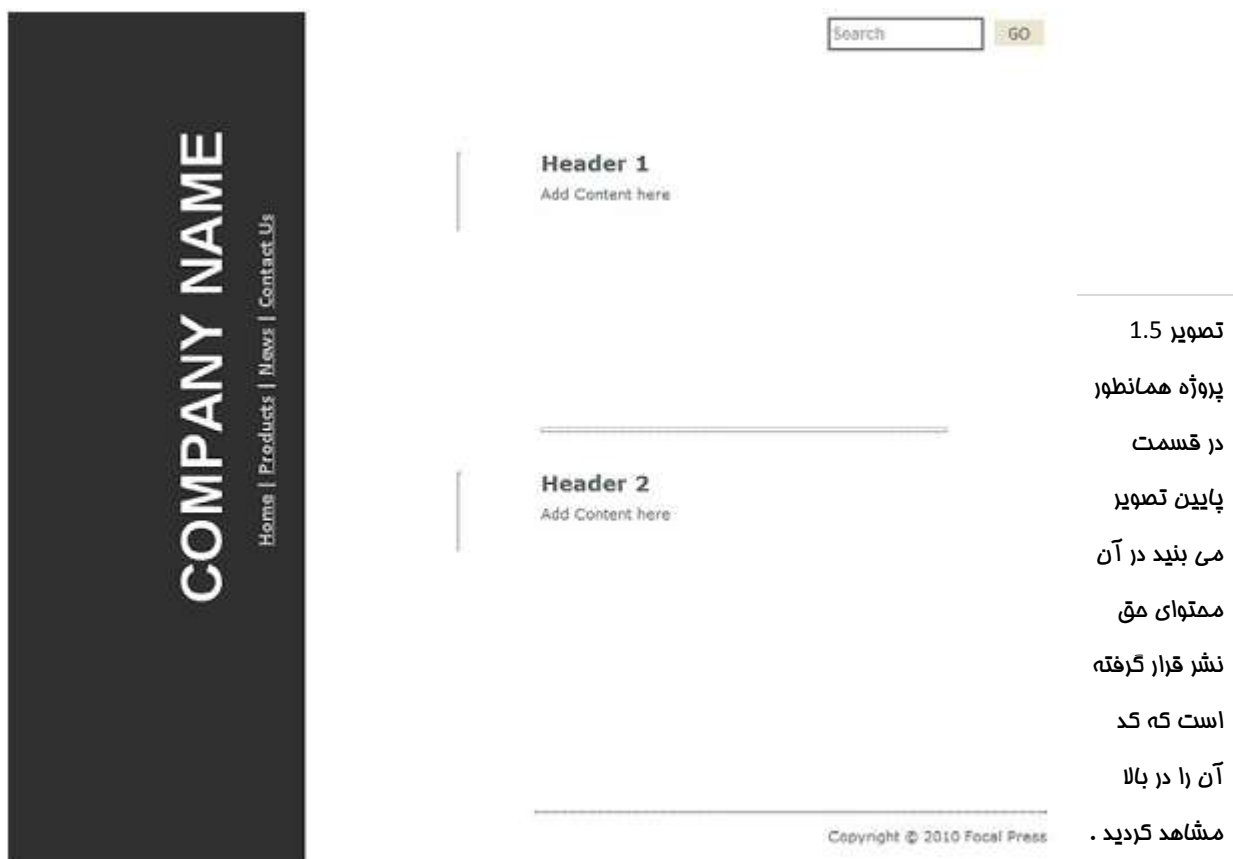 Search GO
COMPANY NAME
Home | Products | News | Contact Us
Header 1
Add Content here
Header 2
Add Content here
Copyright © 2010 Focal Press
تصویر 1.5
پروژه همانطور
در قسمت
پایین تصویر
می بنید در آن
محتوای حق
نشر قرار گرفته
است که کد
آن را در بالا
مشاهد کردید .